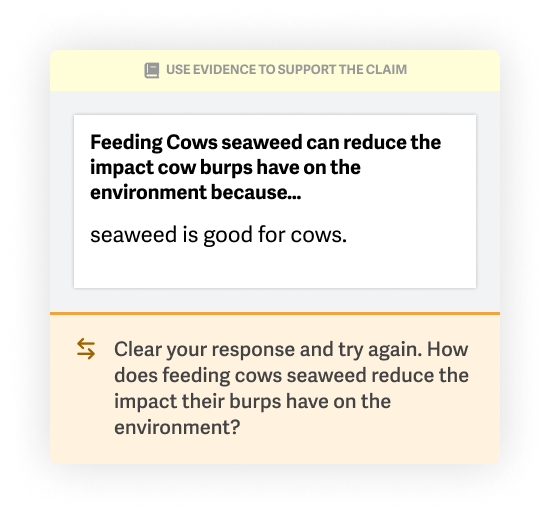 USE EVIDENCE TO SUPPORT THE CLAIM
Feeding Cows seaweed can reduce the
impact cow burps have on the
environment because...
seaweed is good for cows.
Clear your response and try again. How
does feeding cows seaweed reduce the
impact their burps have on the
environment?